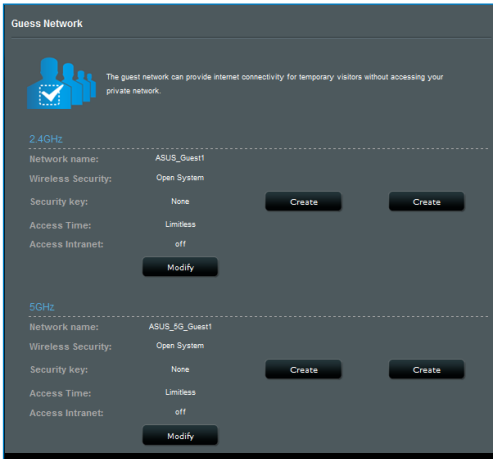 Guess Network
The guest network can provide internet connectivity for temporary visitors without accessing your
private network.
2.4GHz
Network name: ASUS_Guest1
Wireless Security: Open System
Security key: None Create Create
Access Time: Limitless
Access Intranet: off
Modify
5GHz
Network name: ASUS_5G_Guest1
Wireless Security: Open System
Security key: None Create Create
Access Time: Limitless
Access Intranet: off
Modify